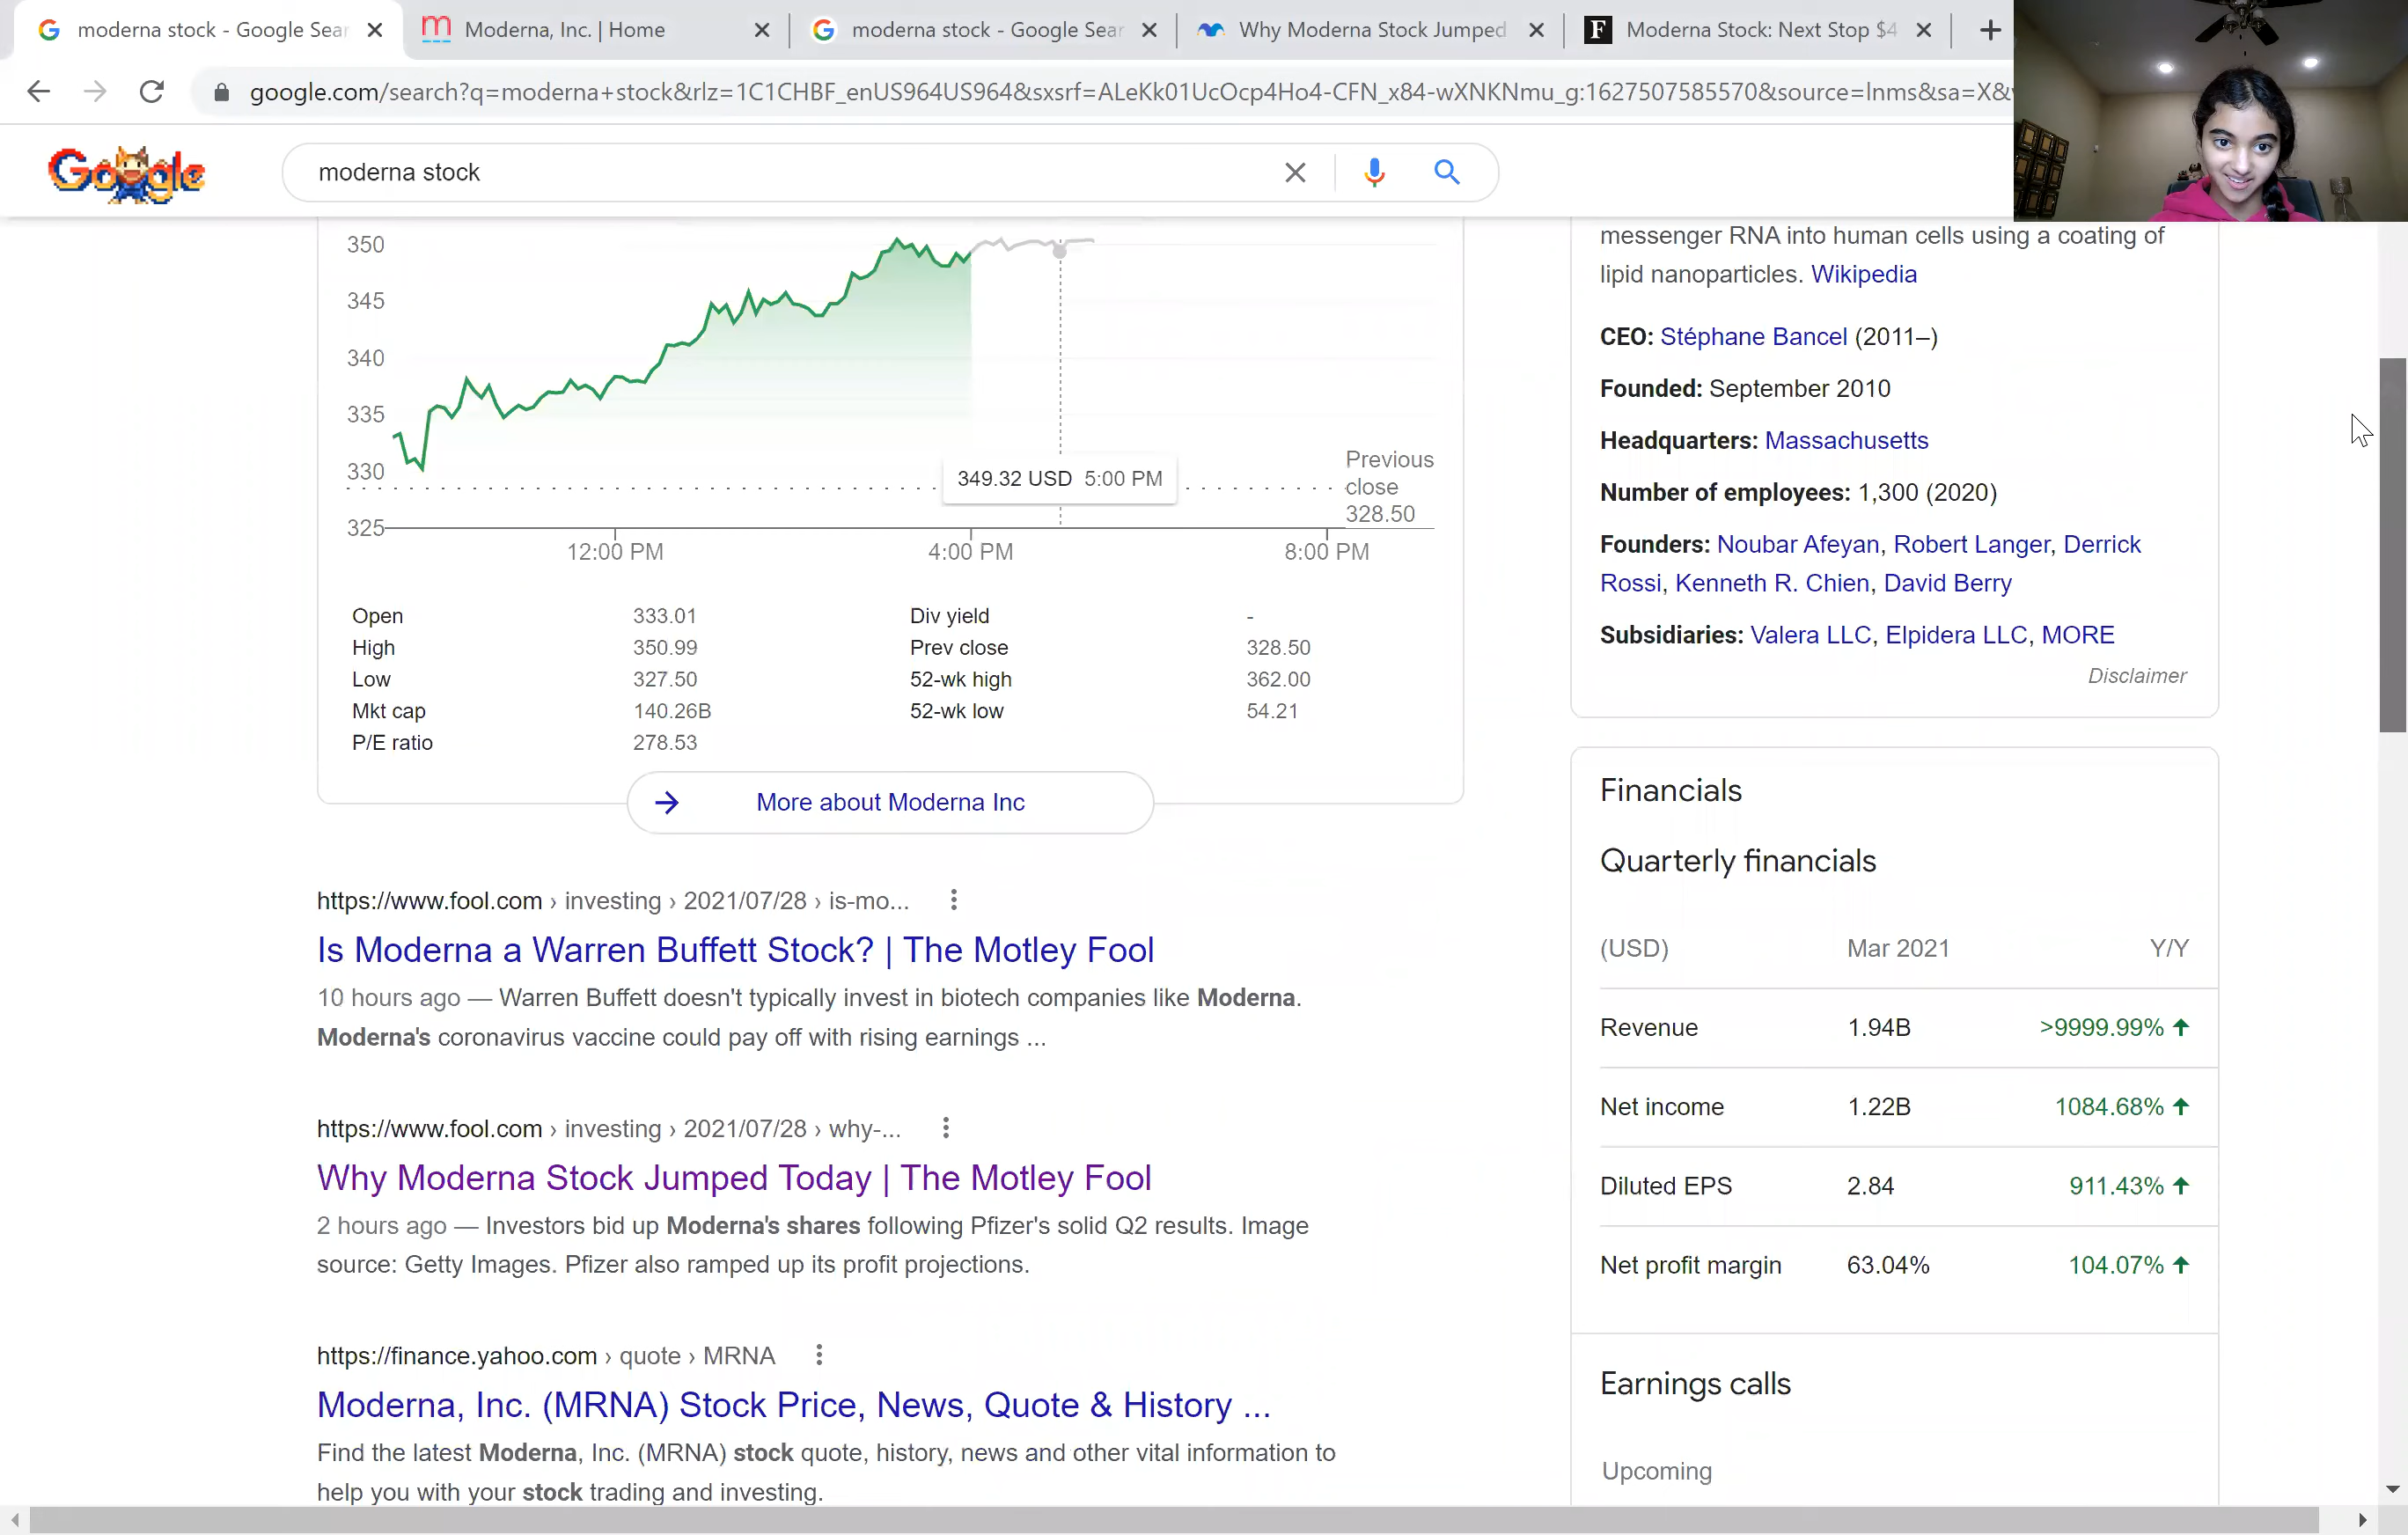 moderna stock - Google Sear
Moderna, Inc. | Home
moderna stock - Google Sear
Why Moderna Stock Jumped
F
Moderna Stock: Next Stop $4
google.com/search?q=moderna+stock&rlz=1C1CHBF_enUS964US964&sxsrf=ALeKk01UcOcp4Ho4-CFN_x84-wXNKNmu_g:1627507585570&source=lnms&sa=X&
Google
moderna stock
350
345
340
335
330
325
349.32 USD 5:00 PM
Previous
close
328.50
12:00 PM 4:00 PM 8:00 PM
Open 333.01 Div yield -
High 350.99 Prev close 328.50
Low 327.50 52-wk high 362.00
Mkt cap 140.26B 52-wk low 54.21
P/E ratio 278.53
More about Moderna Inc
https://www.fool.com › investing › 2021/07/28 › is-mo...
Is Moderna a Warren Buffett Stock? | The Motley Fool
10 hours ago — Warren Buffett doesn't typically invest in biotech companies like Moderna.
Moderna's coronavirus vaccine could pay off with rising earnings ...
https://www.fool.com › investing › 2021/07/28 › why-...
Why Moderna Stock Jumped Today | The Motley Fool
2 hours ago — Investors bid up Moderna's shares following Pfizer's solid Q2 results. Image
source: Getty Images. Pfizer also ramped up its profit projections.
https://finance.yahoo.com › quote › MRNA
Moderna, Inc. (MRNA) Stock Price, News, Quote & History ...
Find the latest Moderna, Inc. (MRNA) stock quote, history, news and other vital information to
help you with your stock trading and investing.
messenger RNA into human cells using a coating of
lipid nanoparticles. Wikipedia
CEO: Stéphane Bancel (2011–)
Founded: September 2010
Headquarters: Massachusetts
Number of employees: 1,300 (2020)
Founders: Noubar Afeyan, Robert Langer, Derrick
Rossi, Kenneth R. Chien, David Berry
Subsidiaries: Valera LLC, Elpidera LLC, MORE
Disclaimer
Financials
Quarterly financials
(USD) Mar 2021 Y/Y
Revenue 1.94B >9999.99%
Net income 1.22B 1084.68%
Diluted EPS 2.84 911.43%
Net profit margin 63.04% 104.07%
Earnings calls
Upcoming